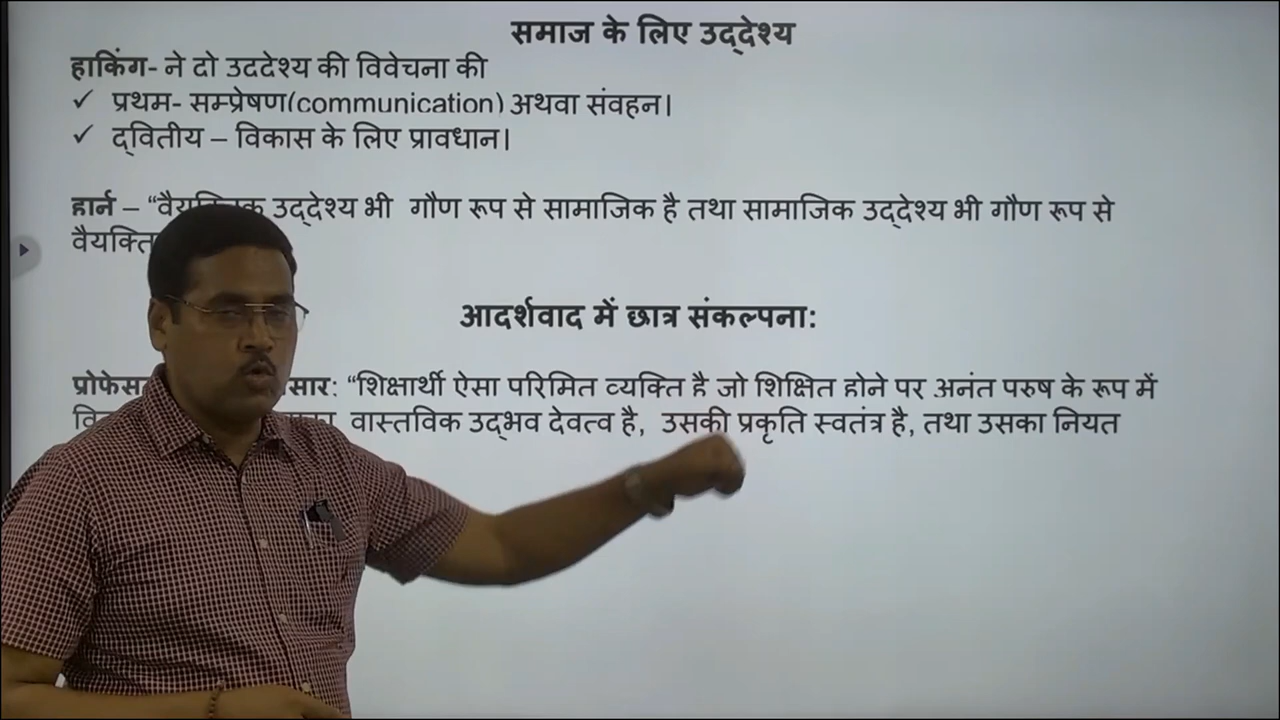 समाज के लिए उद्देश्य
हाकिंग- ने दो उददेश्य की विवेचना की
✓ प्रथम- सम्प्रेषण(communication) अथवा संवहन।
✓ द्वितीय – विकास के लिए प्रावधान।
हार्न – “वैयक्तिक उद्देश्य भी गौण रूप से सामाजिक है तथा सामाजिक उद्देश्य भी गौण रूप से
आदर्शवाद में छात्र संकल्पना:
“शिक्षार्थी ऐसा परिमित व्यक्ति है जो शिक्षित होने पर अनंत परुष के रूप में
वास्तविक उद्भव देवत्व है, उसकी प्रकृति स्वतंत्र है, तथा उसका नियत